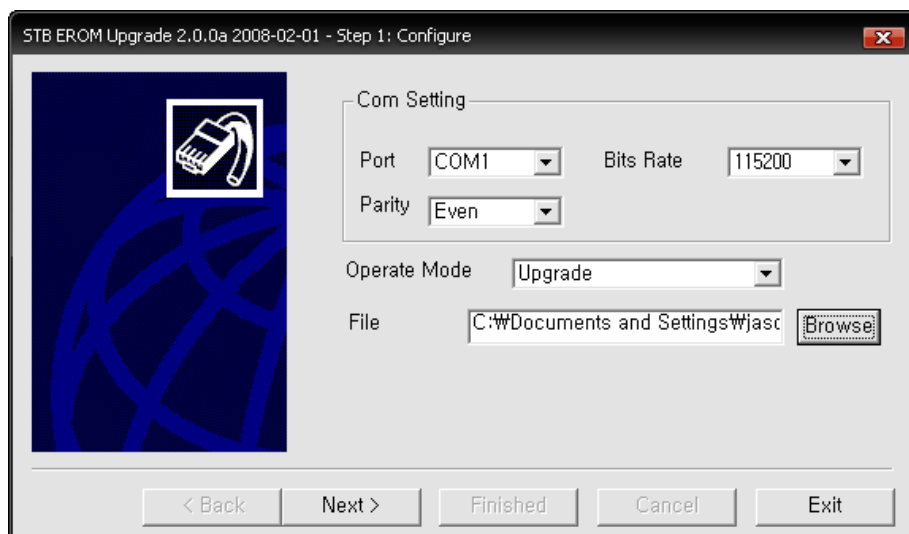 STB EROM Upgrade 2.0.0a 2008-02-01 - Step 1: Configure
Com Setting
Port COM1 Bits Rate 115200
Parity Even
Operate Mode Upgrade
File C:₩Documents and Settings₩jasc Browse
< Back Next > Finished Cancel Exit